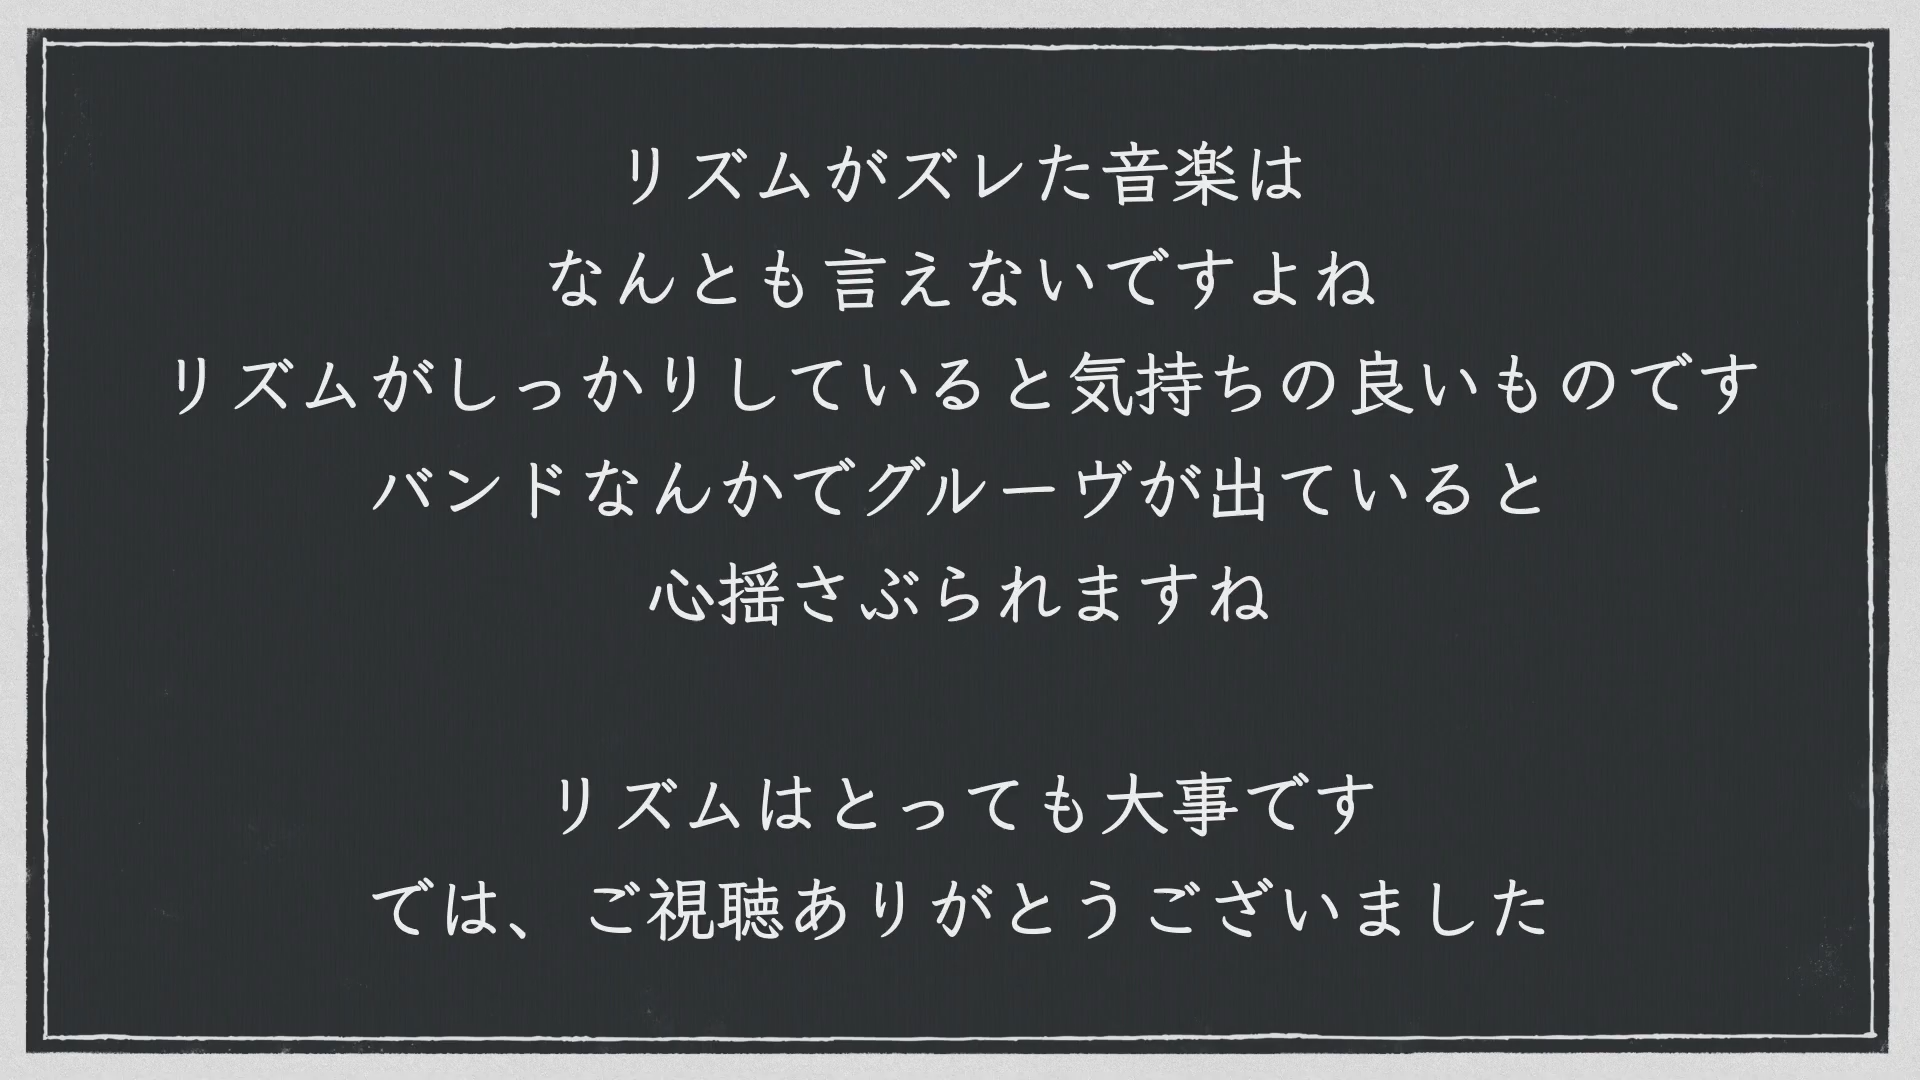 リズムがズレた音楽は
なんとも言えないですよね
リズムがしっかりしていると気持ちの良いものです
バンドなんかでグルーヴが出ていると
心揺さぶられますね
リズムはとっても大事です
では、ご視聴ありがとうございました